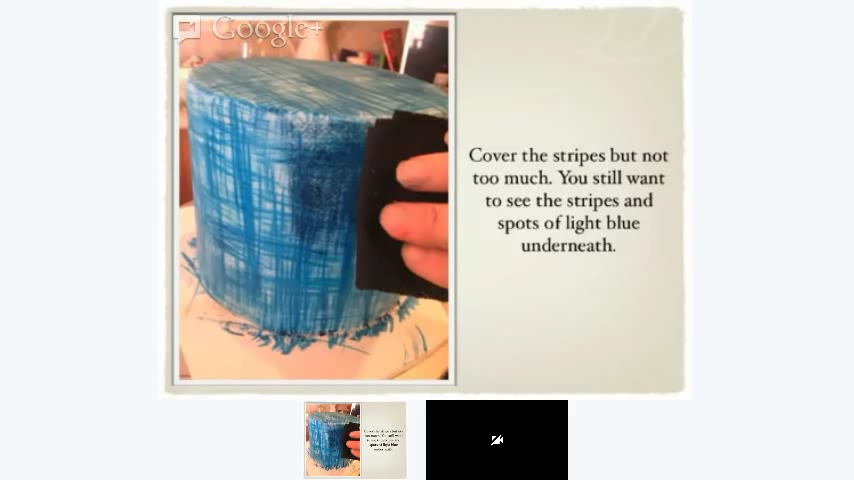 Google+
Cover the stripes but not
too much. You still want
to see the stripes and
spots of light blue
underneath.